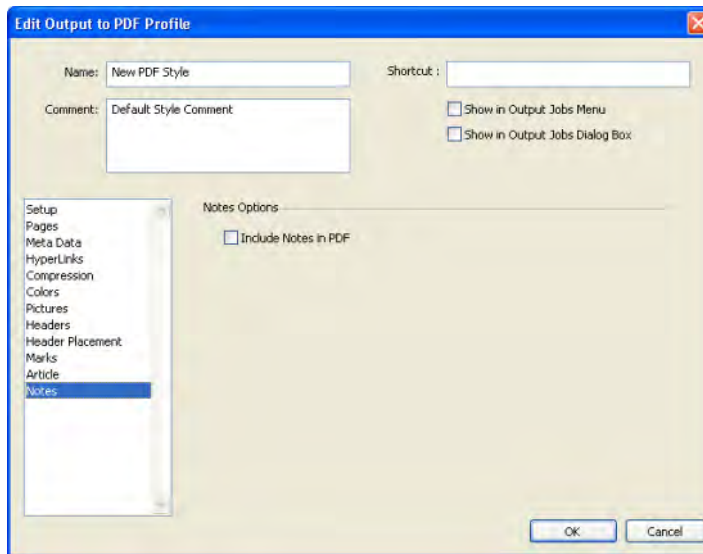 Edit Output to PDF Profile
Name: New PDF Style
Shortcut :
Comment: Default Style Comment
Show in Output Jobs Menu
Show in Output Jobs Dialog Box
Setup
Pages
Meta Data
HyperLinks
Compression
Colors
Pictures
Headers
Header Placement
Marks
Article
Notes
Notes Options
Include Notes in PDF
OK
Cancel